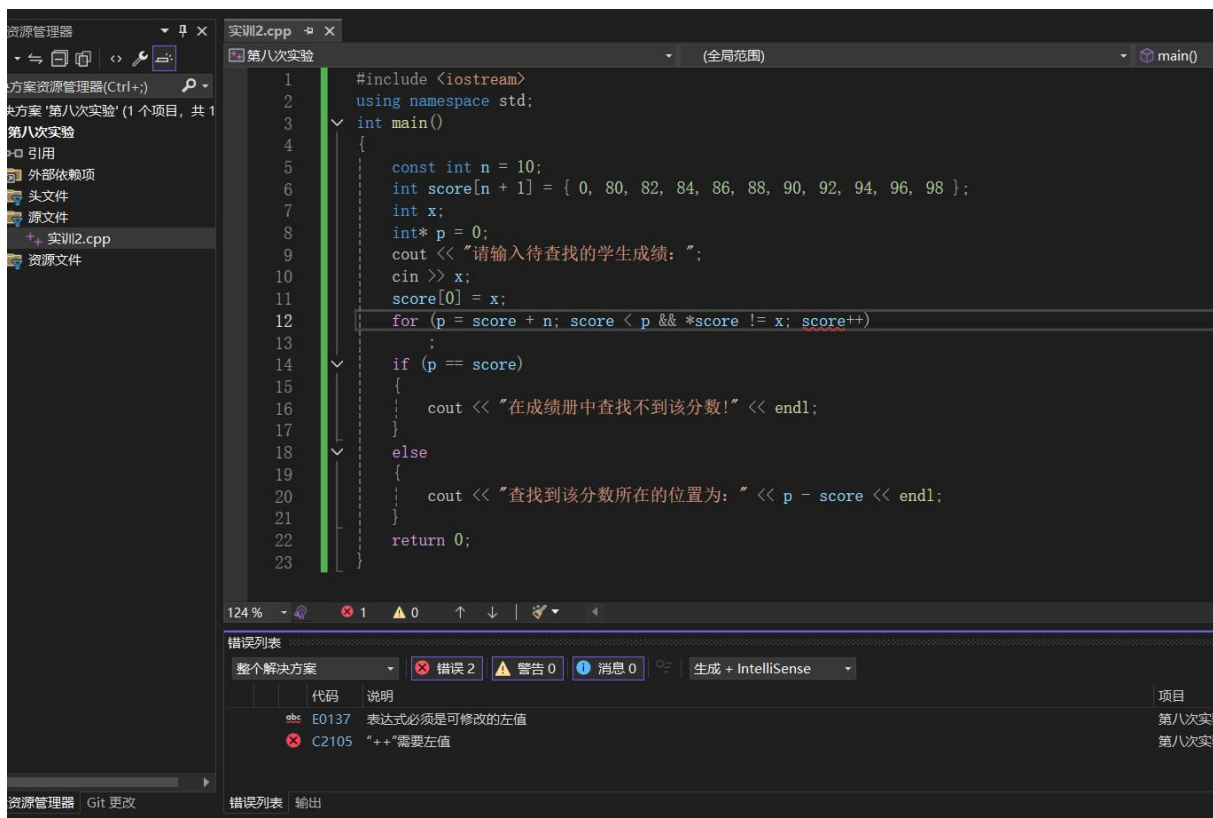 资源管理器
实训2.cpp
第八次实验
(全局范围)
main()
方案资源管理器(Ctrl+;)
决方案 '第八次实验' (1 个项目，共 1
第八次实验
引用
外部依赖项
头文件
源文件
实训2.cpp
资源文件
1 #include <iostream>
2 using namespace std;
3 int main()
4 {
5 const int n = 10;
6 int score[n + 1] = { 0, 80, 82, 84, 86, 88, 90, 92, 94, 96, 98 };
7 int x;
8 int* p = 0;
9 cout << "请输入待查找的学生成绩：";
10 cin >> x;
11 score[0] = x;
12 for (p = score + n; score < p && *score != x; score++)
13 ;
14 if (p == score)
15 {
16 cout << "在成绩册中查找不到该分数!" << endl;
17 }
18 else
19 {
20 cout << "查找到该分数所在的位置为：" << p - score << endl;
21 }
22 return 0;
23 }
124 %
1
0
错误列表
整个解决方案
错误 2
警告 0
消息 0
生成 + IntelliSense
代码 说明 项目
abc E0137 表达式必须是可修改的左值 第八次实
C2105 “++”需要左值 第八次实
资源管理器 Git 更改
错误列表 输出